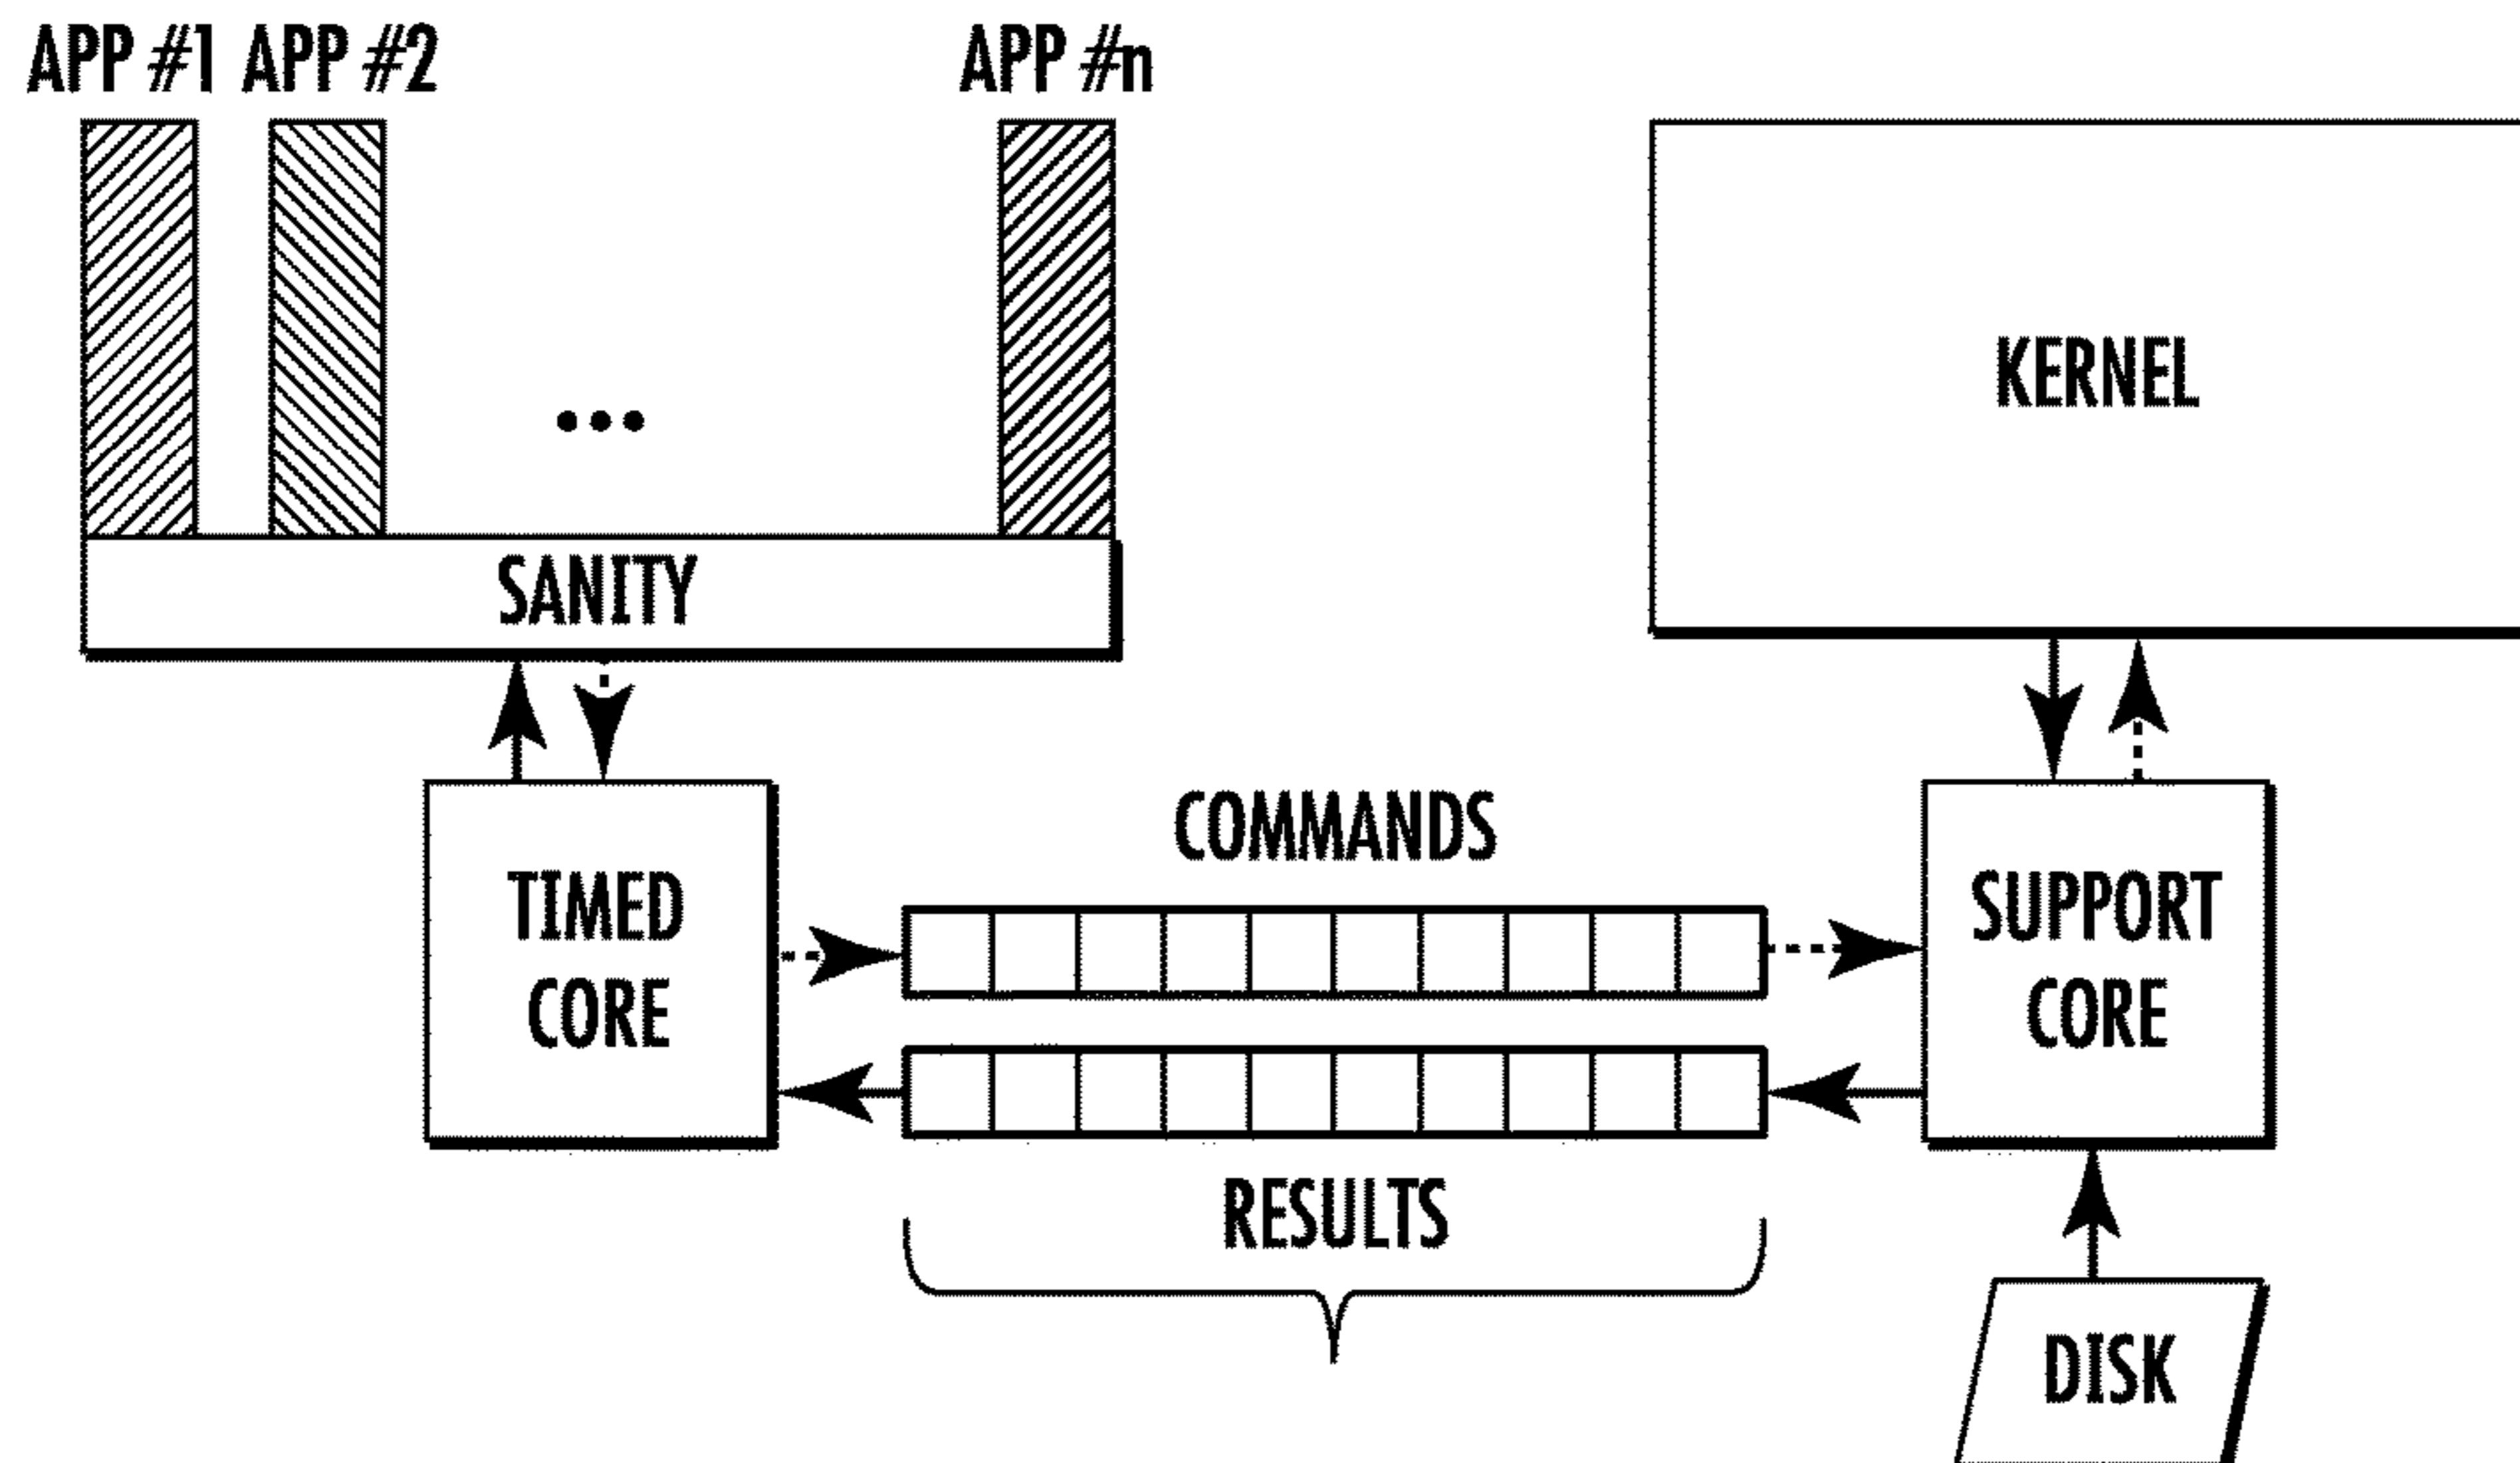 APP #1 APP #2 APP #n
KERNEL
SANITY
COMMANDS
TIMED
CORE
SUPPORT
CORE
RESULTS
DISK